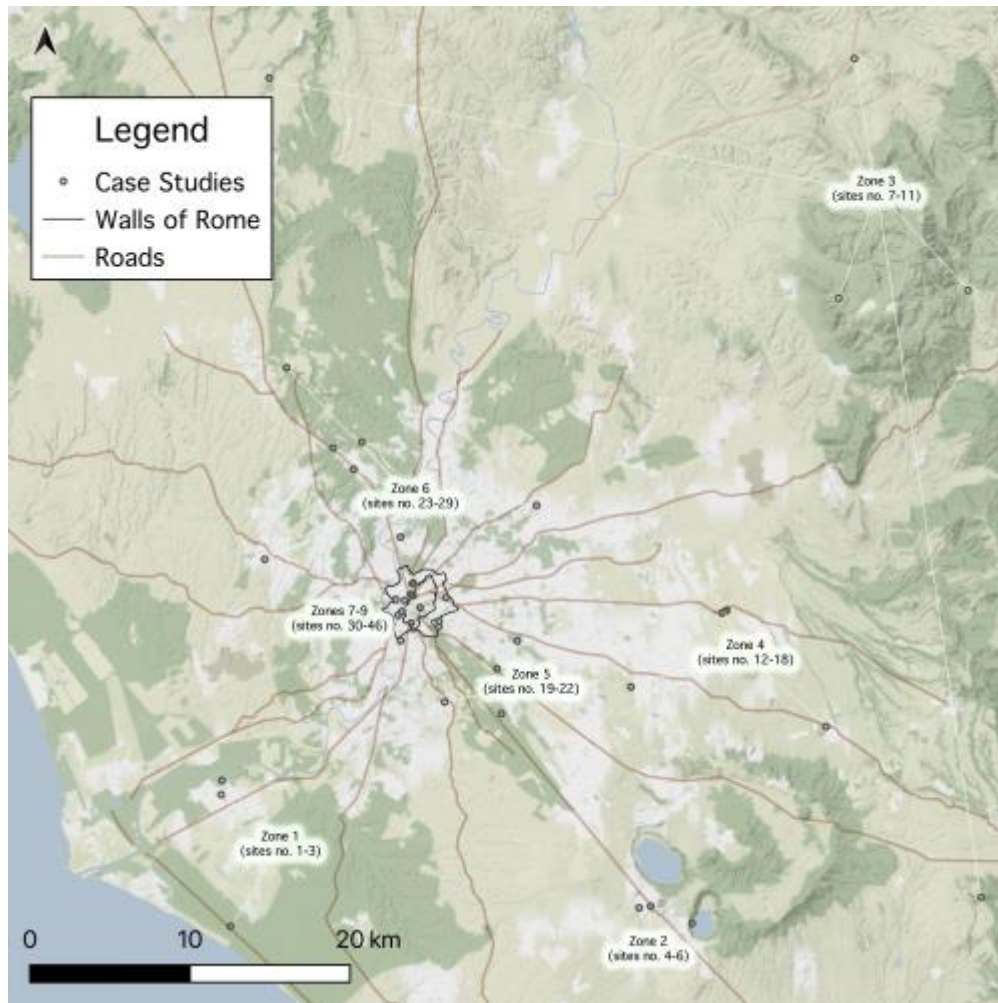 Legend
Case Studies
Walls of Rome
Roads
Zone 3
(sites no. 7-11)
Zone 6
(sites no. 23-29)
Zones 7-9
(sites no. 30-46)
Zone 4
(sites no. 12-18)
Zone 5
(sites no. 19-22)
Zone 1
(sites no. 1-3)
Zone 2
(sites no. 4-6)
0 10 20 km